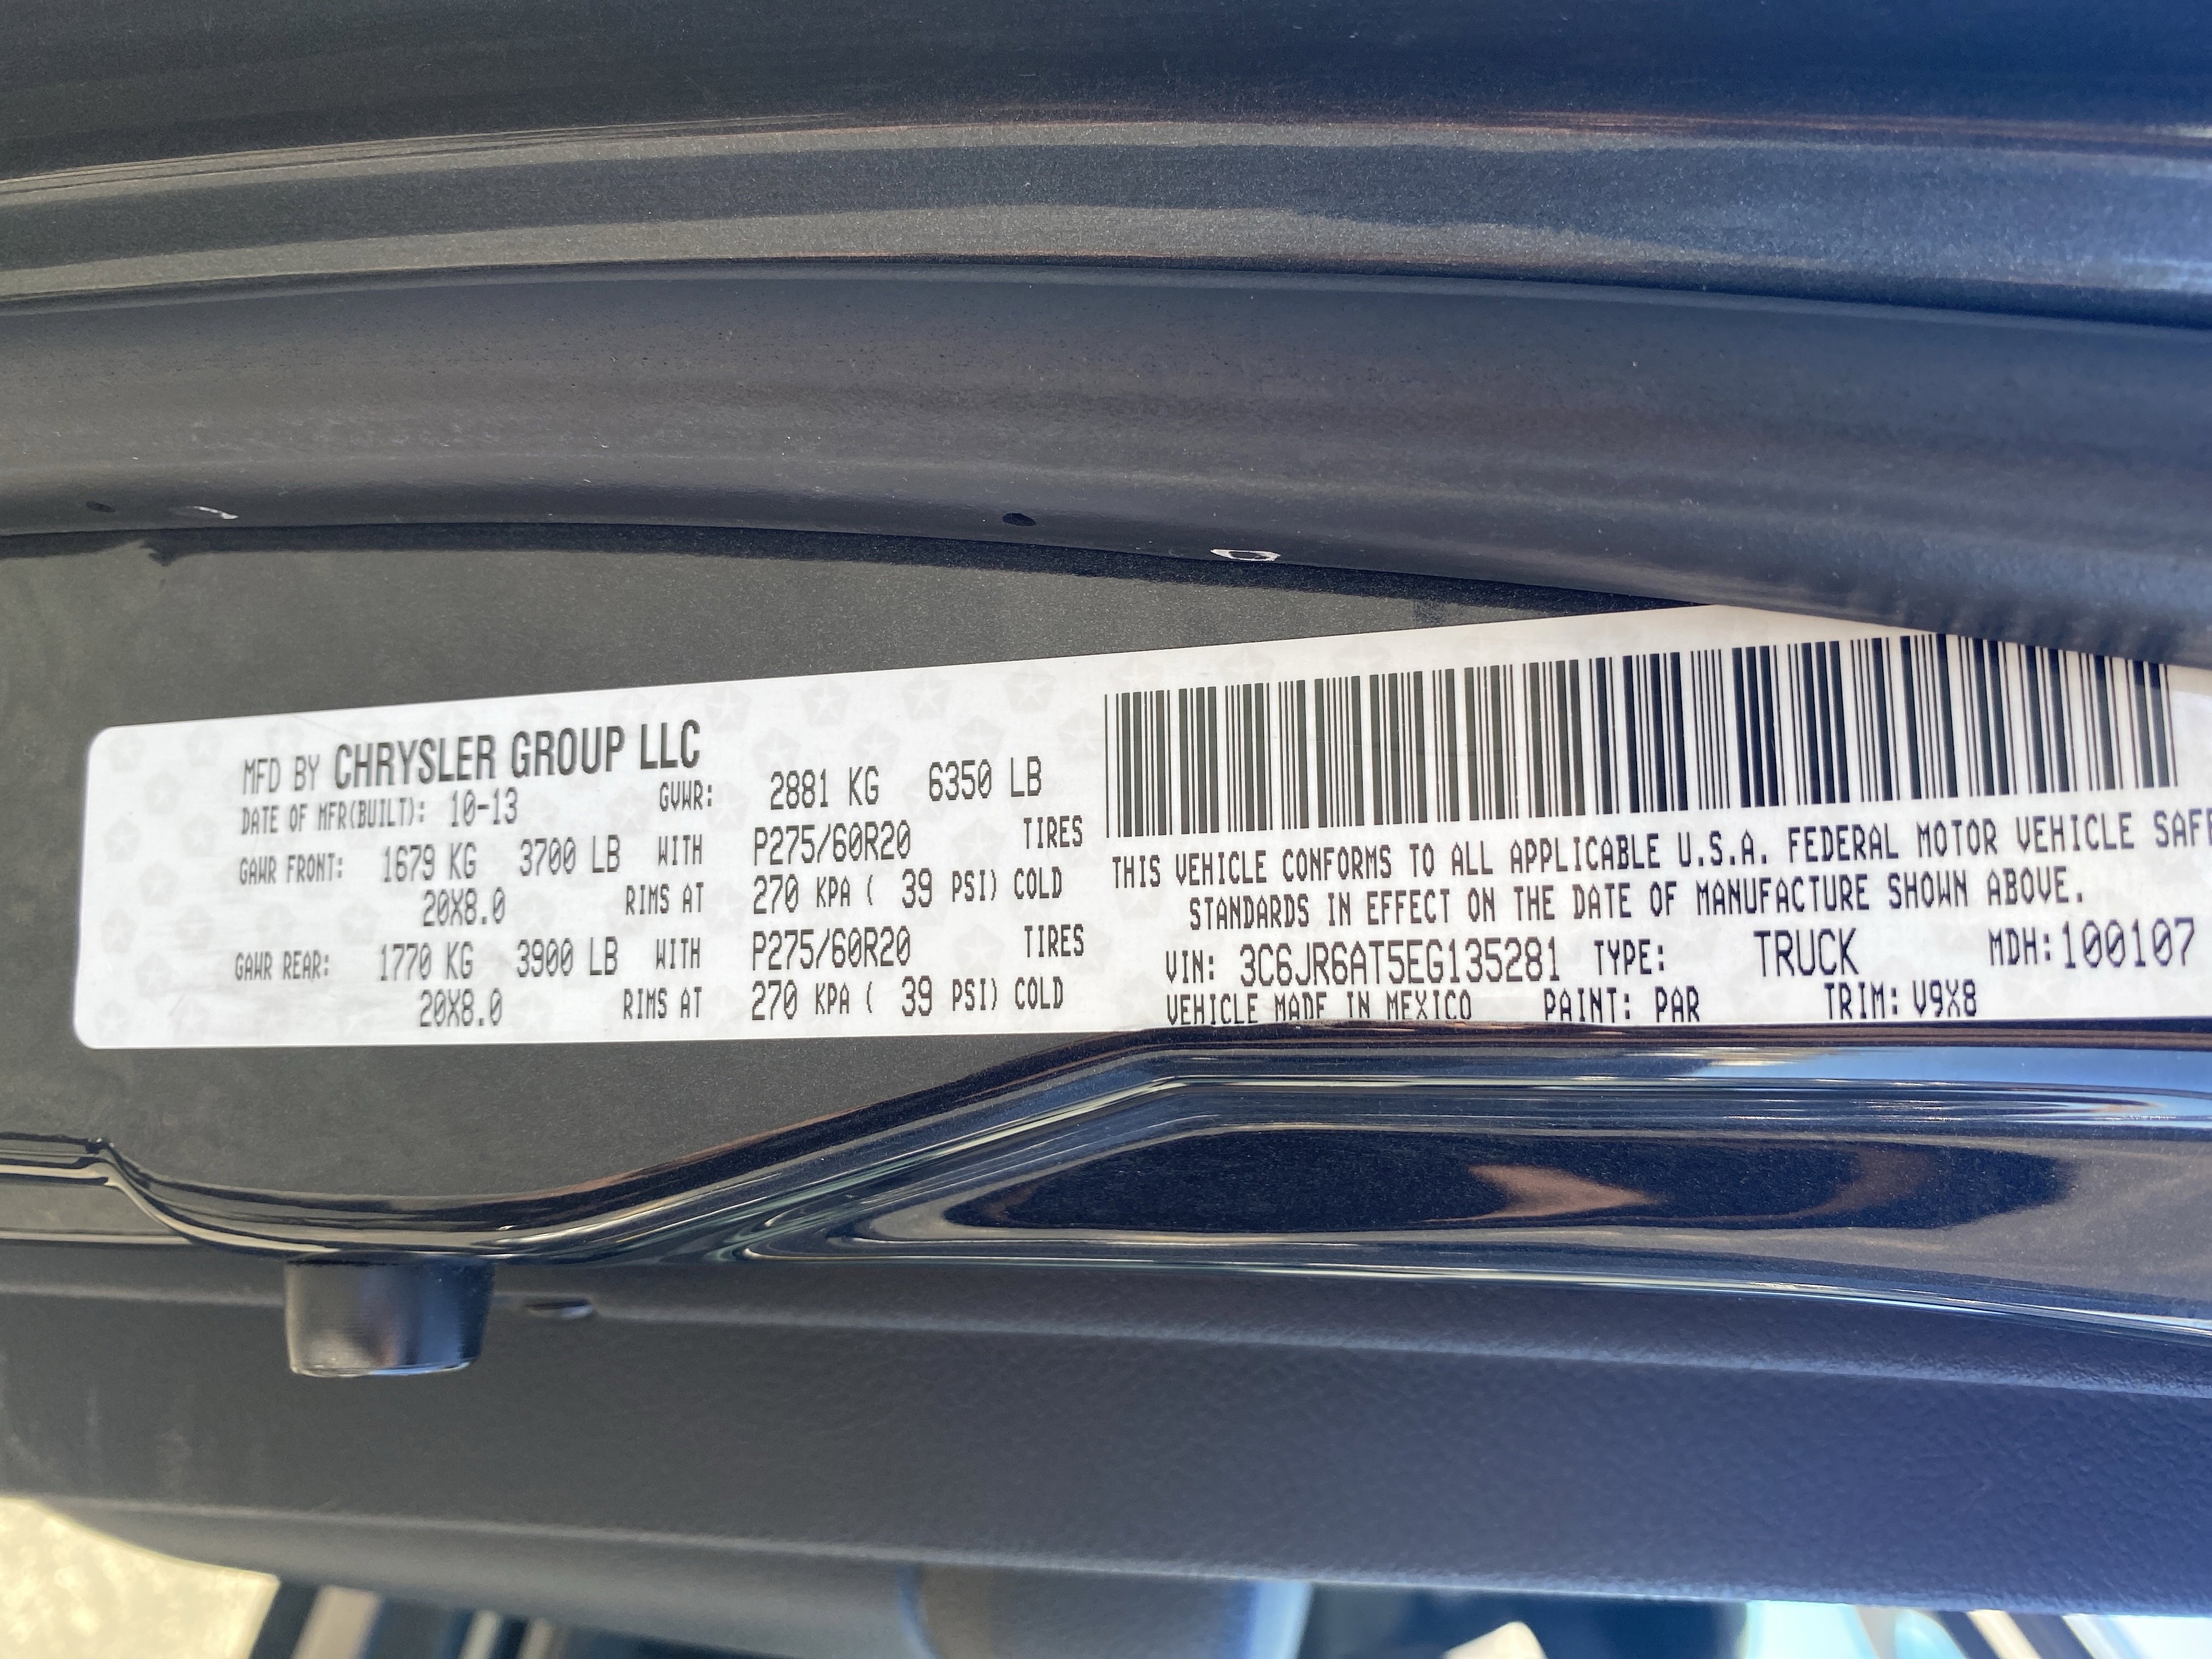 MFD BY CHRYSLER GROUP LLC
DATE OF MFR(BUILT): 10-13 GVWR: 2881 KG 6350 LB
GAWR FRONT: 1679 KG 3700 LB WITH P275/60R20 TIRES
20X8.0 RIMS AT 270 KPA ( 39 PSI) COLD
GAWR REAR: 1770 KG 3900 LB WITH P275/60R20 TIRES
20X8.0 RIMS AT 270 KPA ( 39 PSI) COLD
THIS VEHICLE CONFORMS TO ALL APPLICABLE U.S.A. FEDERAL MOTOR VEHICLE SAFE
STANDARDS IN EFFECT ON THE DATE OF MANUFACTURE SHOWN ABOVE.
VIN: 3C6JR6AT5EG135281 TYPE: TRUCK MDH:100107
VEHICLE MADE IN MEXICO PAINT: PAR TRIM: V9X8